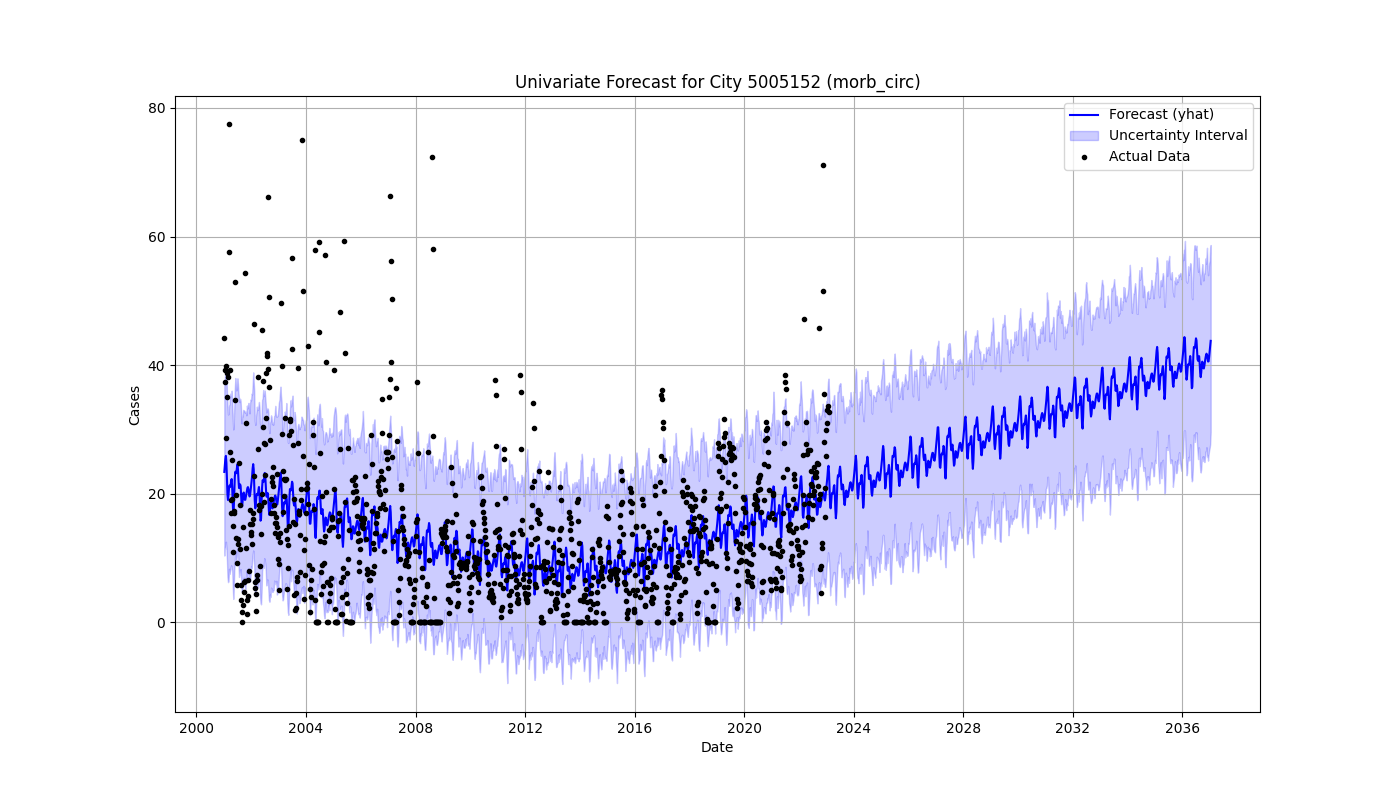 Univariate Forecast for City 5005152 (morb_circ)
Forecast (yhat)
Uncertainty Interval
Actual Data
Cases
80
60
40
20
0
2000 2004 2008 2012 2016 2020 2024 2028 2032 2036
Date